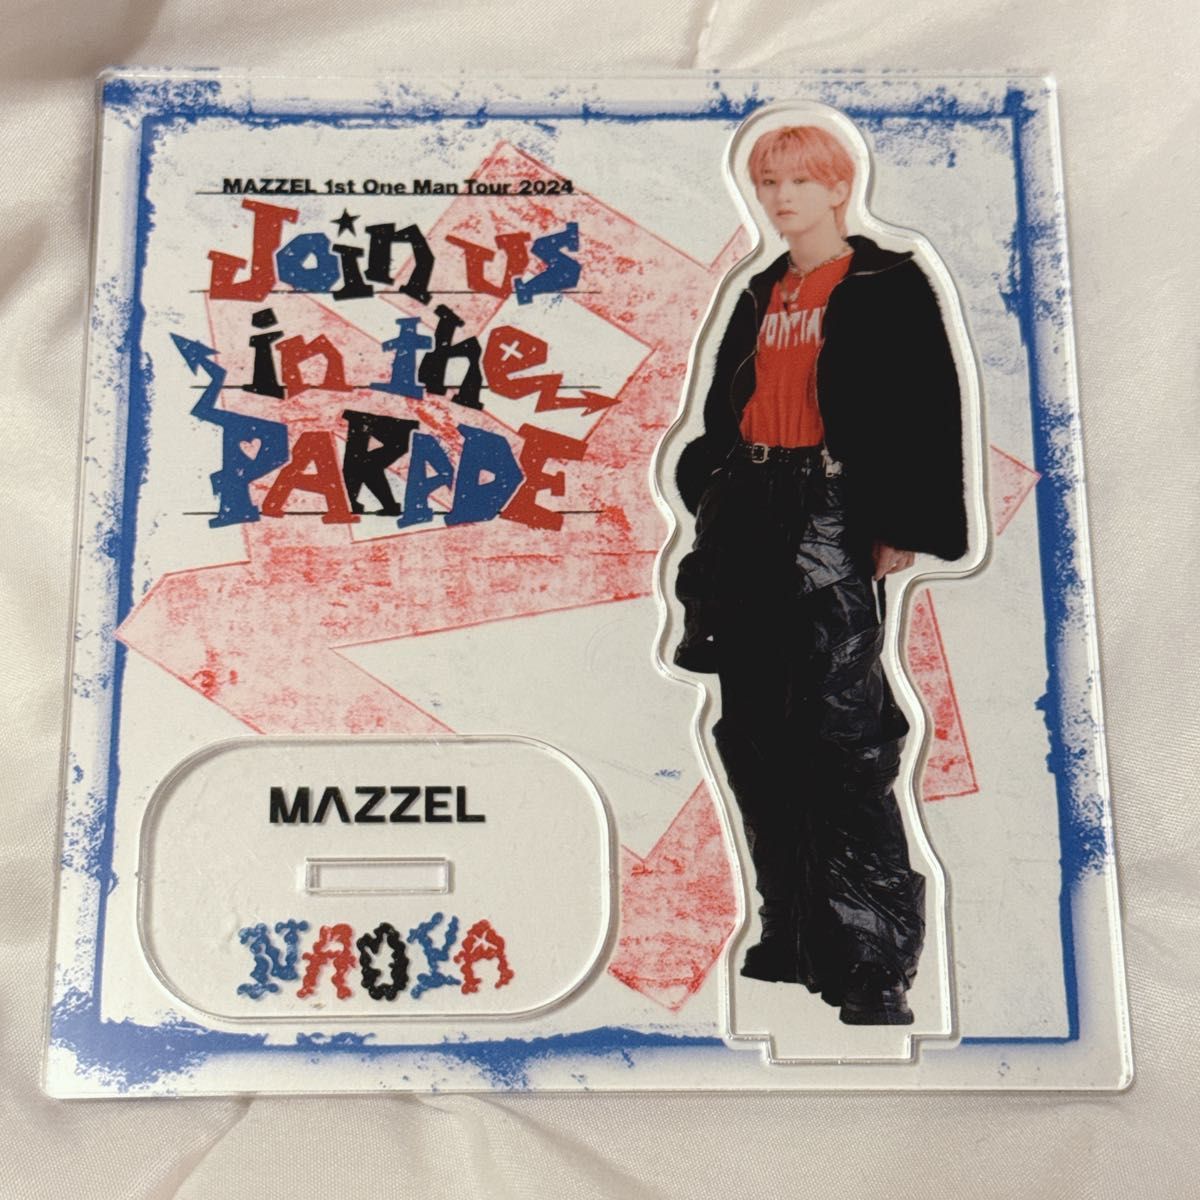 MAZZEL 1st One Man Tour 2024
Join us
in the
PARADE
MAZZEL
NAOYA